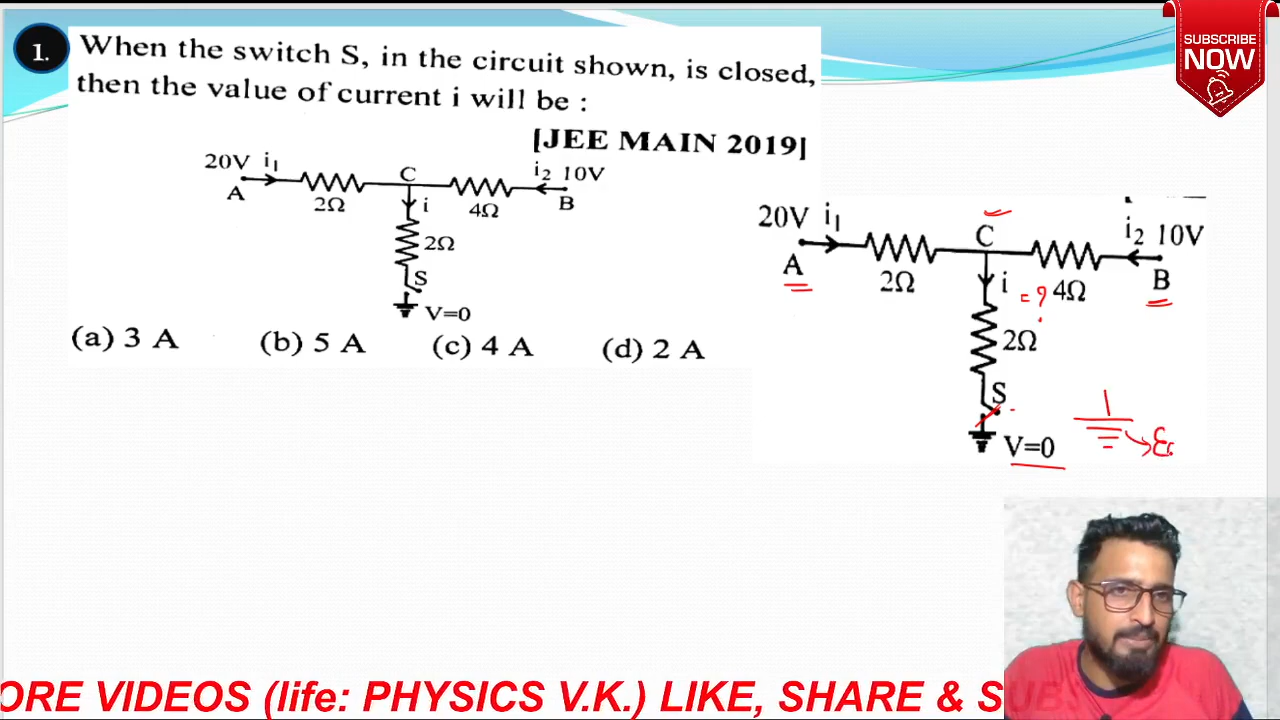 SUBSCRIBE
NOW
1.
When the switch S, in the circuit shown, is closed,
then the value of current i will be :
[JEE MAIN 2019]
20V i1 C i2 10V
A 2Ω i 4Ω B
2Ω
S
V=0
(a) 3 A (b) 5 A (c) 4 A (d) 2 A
20V i1 C i2 10V
A 2Ω i =? 4Ω B
2Ω
S
V=0
ORE VIDEOS (life: PHYSICS V.K.) LIKE, SHARE & SUB